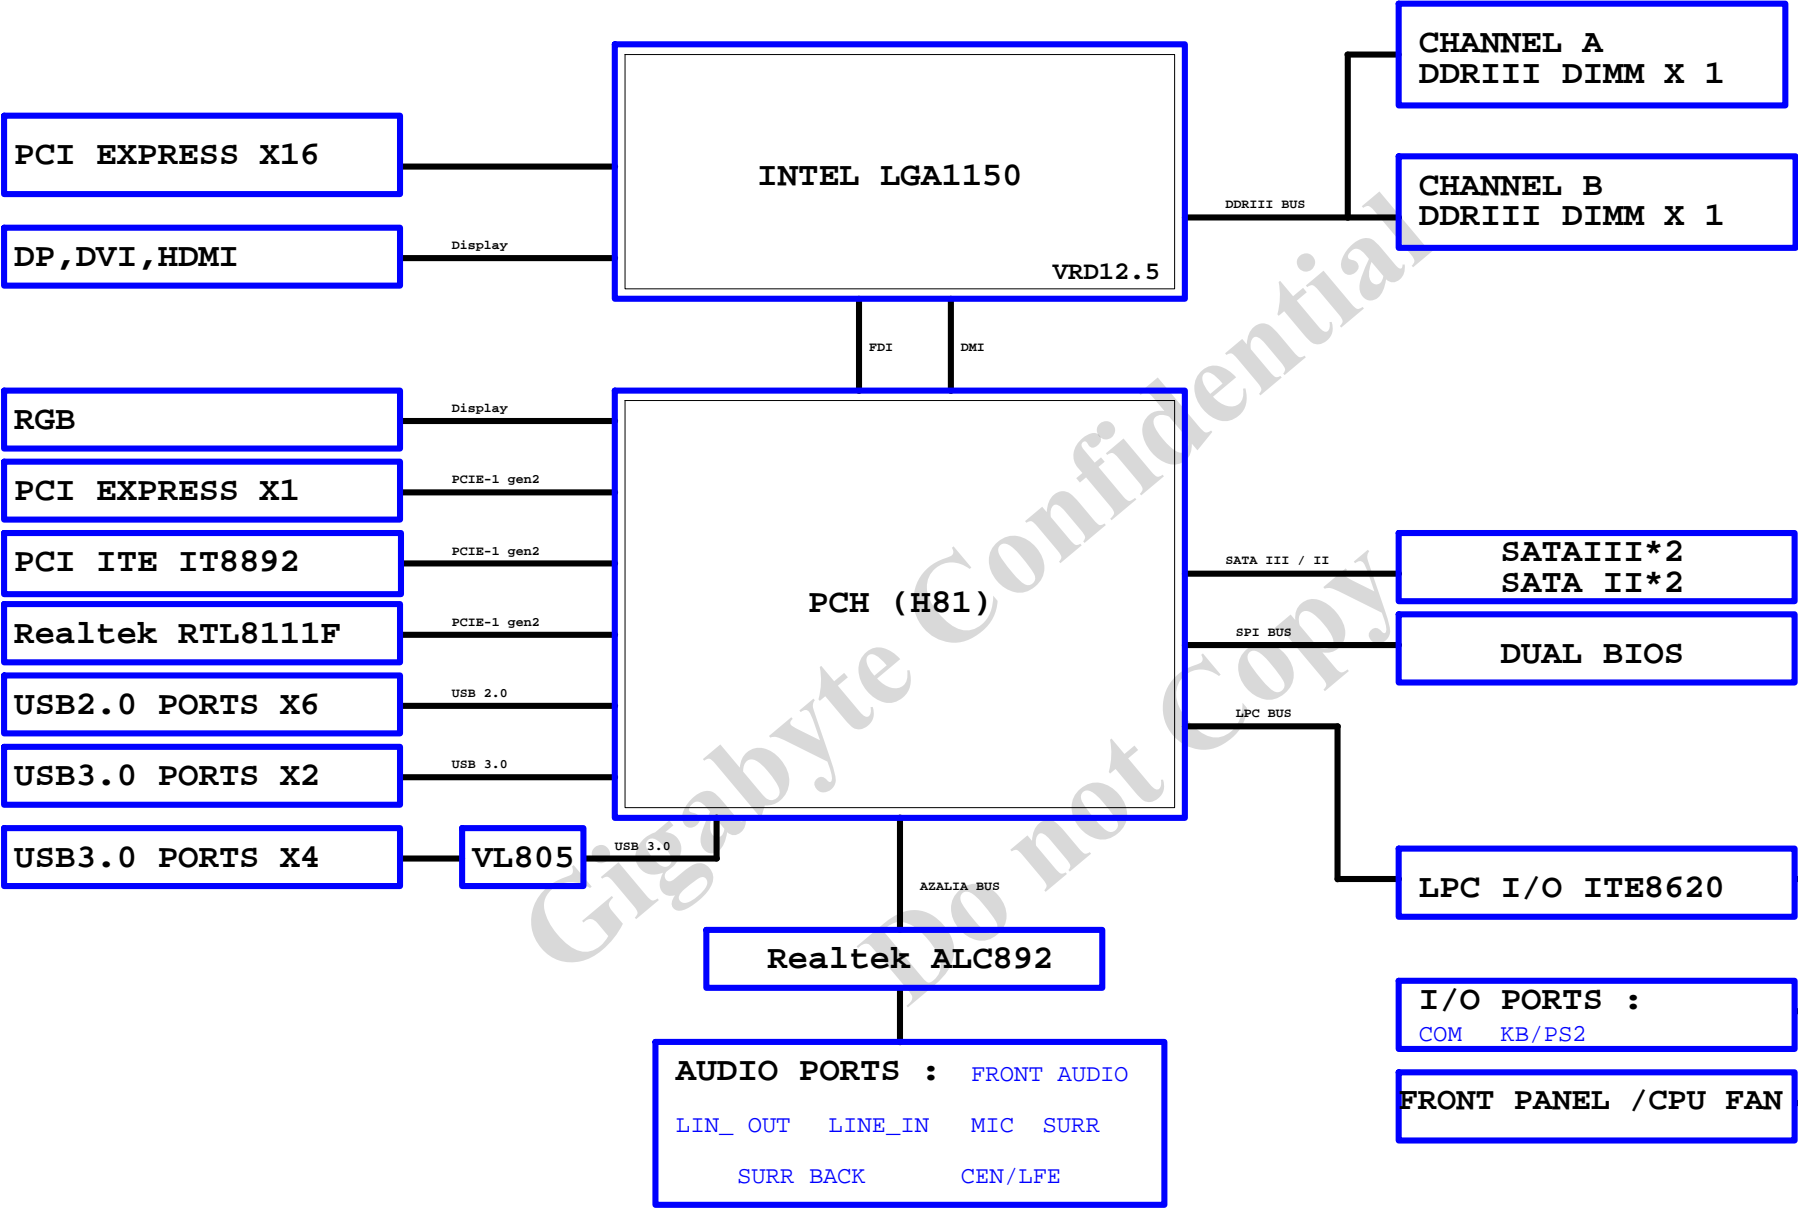 CHANNEL A
DDRIII DIMM X 1
INTEL LGA1150
VRD12.5
PCI EXPRESS X16
DP,DVI,HDMI
Display
DDRIII BUS
CHANNEL B
DDRIII DIMM X 1
FDI
DMI
RGB
Display
PCI EXPRESS X1
PCIE-1 gen2
PCI ITE IT8892
PCIE-1 gen2
Realtek RTL8111F
PCIE-1 gen2
USB2.0 PORTS X6
USB 2.0
USB3.0 PORTS X2
USB 3.0
USB3.0 PORTS X4
VL805
USB 3.0
PCH (H81)
SATA III / II
SATAIII*2
SATA II*2
SPI BUS
DUAL BIOS
LPC BUS
LPC I/O ITE8620
AZALIA BUS
Realtek ALC892
AUDIO PORTS :
FRONT AUDIO
LIN_ OUT LINE_IN MIC SURR
SURR BACK CEN/LFE
I/O PORTS :
COM KB/PS2
FRONT PANEL /CPU FAN
Gigabyte Confidential
Do not Copy